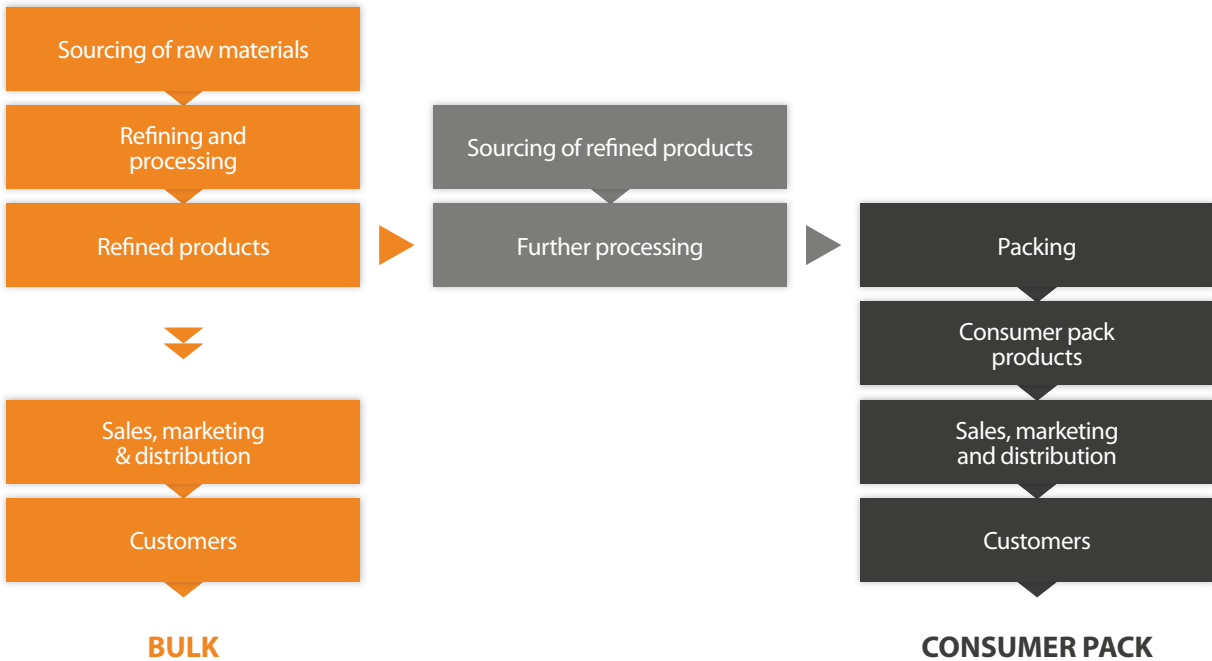 Sourcing of raw materials
Refining and
processing
Refined products
Sales, marketing
& distribution
Customers
BULK
Sourcing of refined products
Further processing
Packing
Consumer pack
products
Sales, marketing
and distribution
Customers
CONSUMER PACK